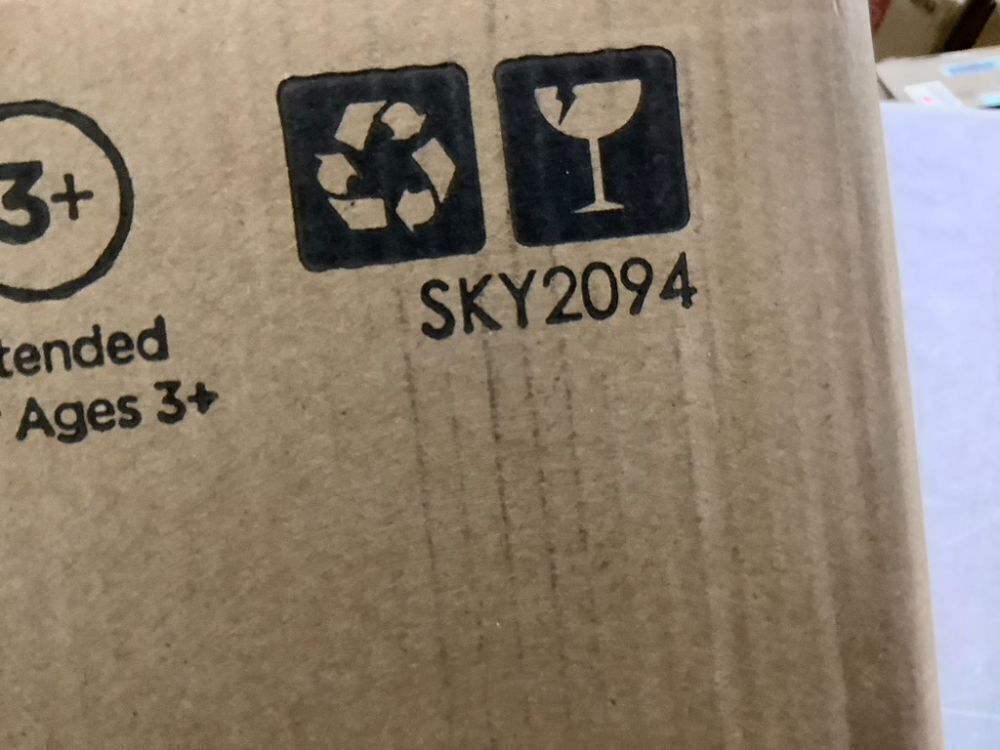 3+
SKY2094
tended
Ages 3+